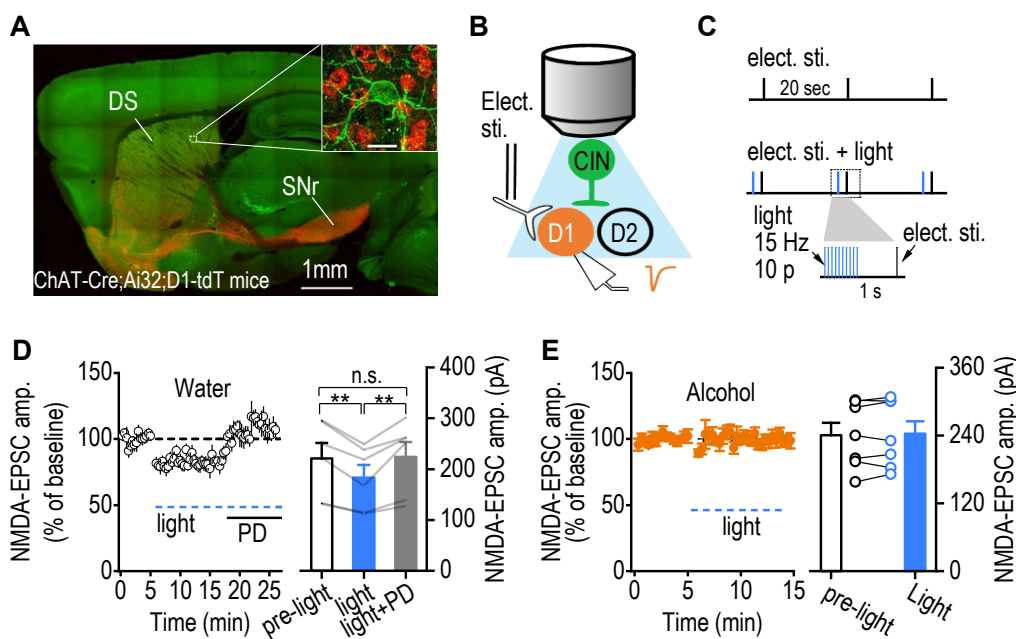 A
DS
SNr
ChAT-Cre;Ai32;D1-tdT mice
1mm
B
Elect.
sti.
CIN
D1
D2
C
elect. sti.
20 sec
elect. sti. + light
light
15 Hz
10 p
elect. sti.
1 s
D
NMDA-EPSC amp.
(% of baseline)
150
100
50
0
Water
light
PD
0 5 10 15 20 25
Time (min)
n.s.
** **
400
300
200
100
0
NMDA-EPSC amp. (pA)
pre-light
light
light+PD
E
NMDA-EPSC amp.
(% of baseline)
150
100
50
0
Alcohol
light
0 5 10 15
Time (min)
360
240
120
0
NMDA-EPSC amp. (pA)
pre-light
Light